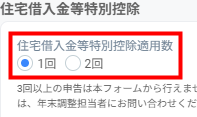 住宅借入金等特別控除
住宅借入金等特別控除適用数
1回 2回
3回以上の申告は本フォームから行えませ
は、年末調整担当者にお問い合わせくだ